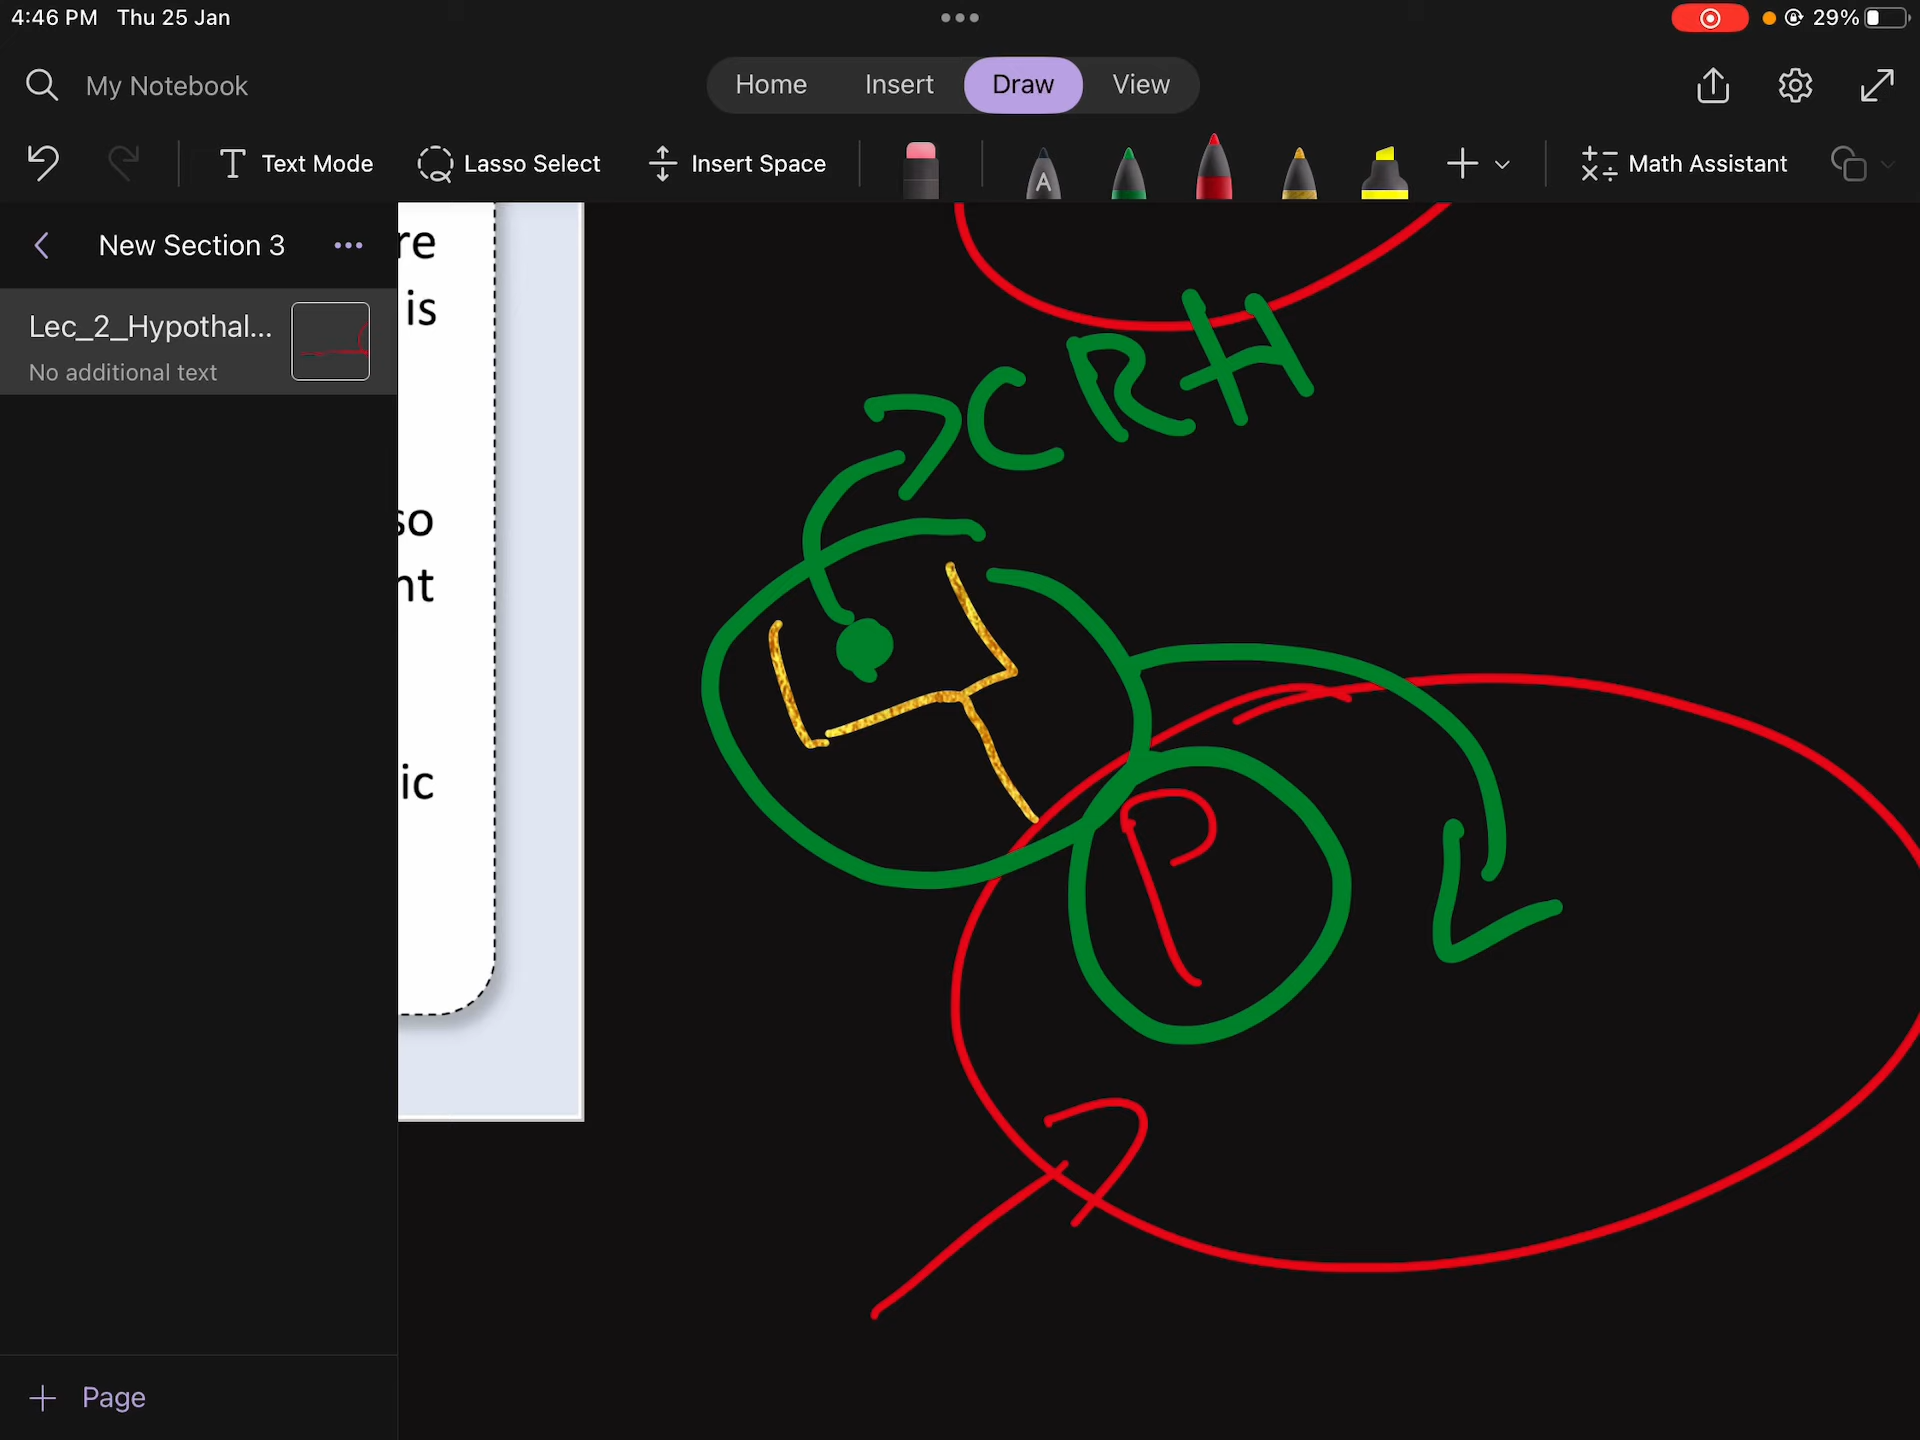 4:46 PM Thu 25 Jan
29%
My Notebook
Home Insert Draw View
Text Mode Lasso Select Insert Space A Math Assistant
New Section 3
Lec_2_Hypothal...
No additional text
re
is
so
nt
ic
CRH
P
Page